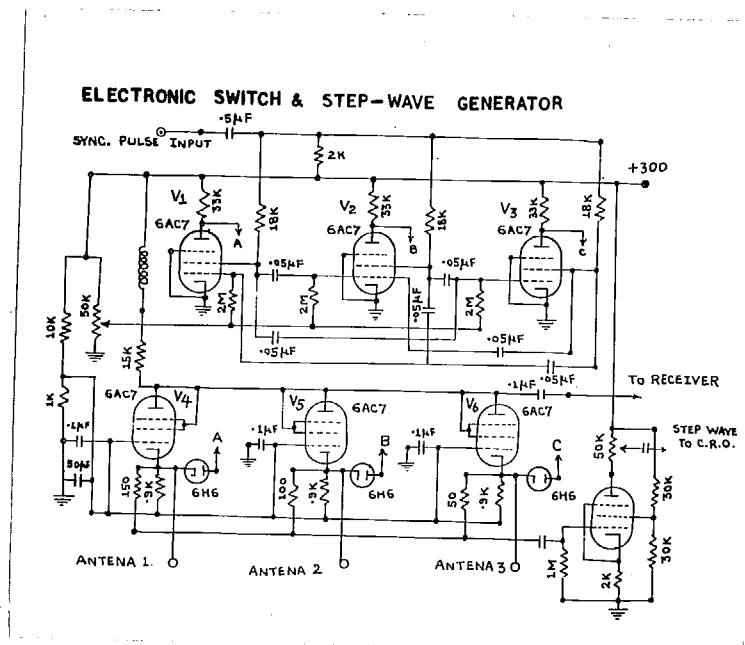 ELECTRONIC SWITCH & STEP-WAVE GENERATOR
.5µF
SYNC. PULSE INPUT
2K
+300
V1
33K
18K
V2
33K
18K
V3
33K
18K
6AC7
A
6AC7
B
6AC7
C
.05µF
.05µF
50K
2M
2M
.05µF
2M
10K
.05µF
.05µF
15K
.1µF
.05µF
TO RECEIVER
1K
6AC7
V4
V5
6AC7
V6
6AC7
.1µF
A
.1µF
B
.1µF
C
50K
STEP WAVE
TO C.R.O.
50µF
150
.9K
6H6
100
.9K
6H6
50
.9K
6H6
30K
30K
ANTENA 1.
ANTENA 2
ANTENA 3
1M
2K